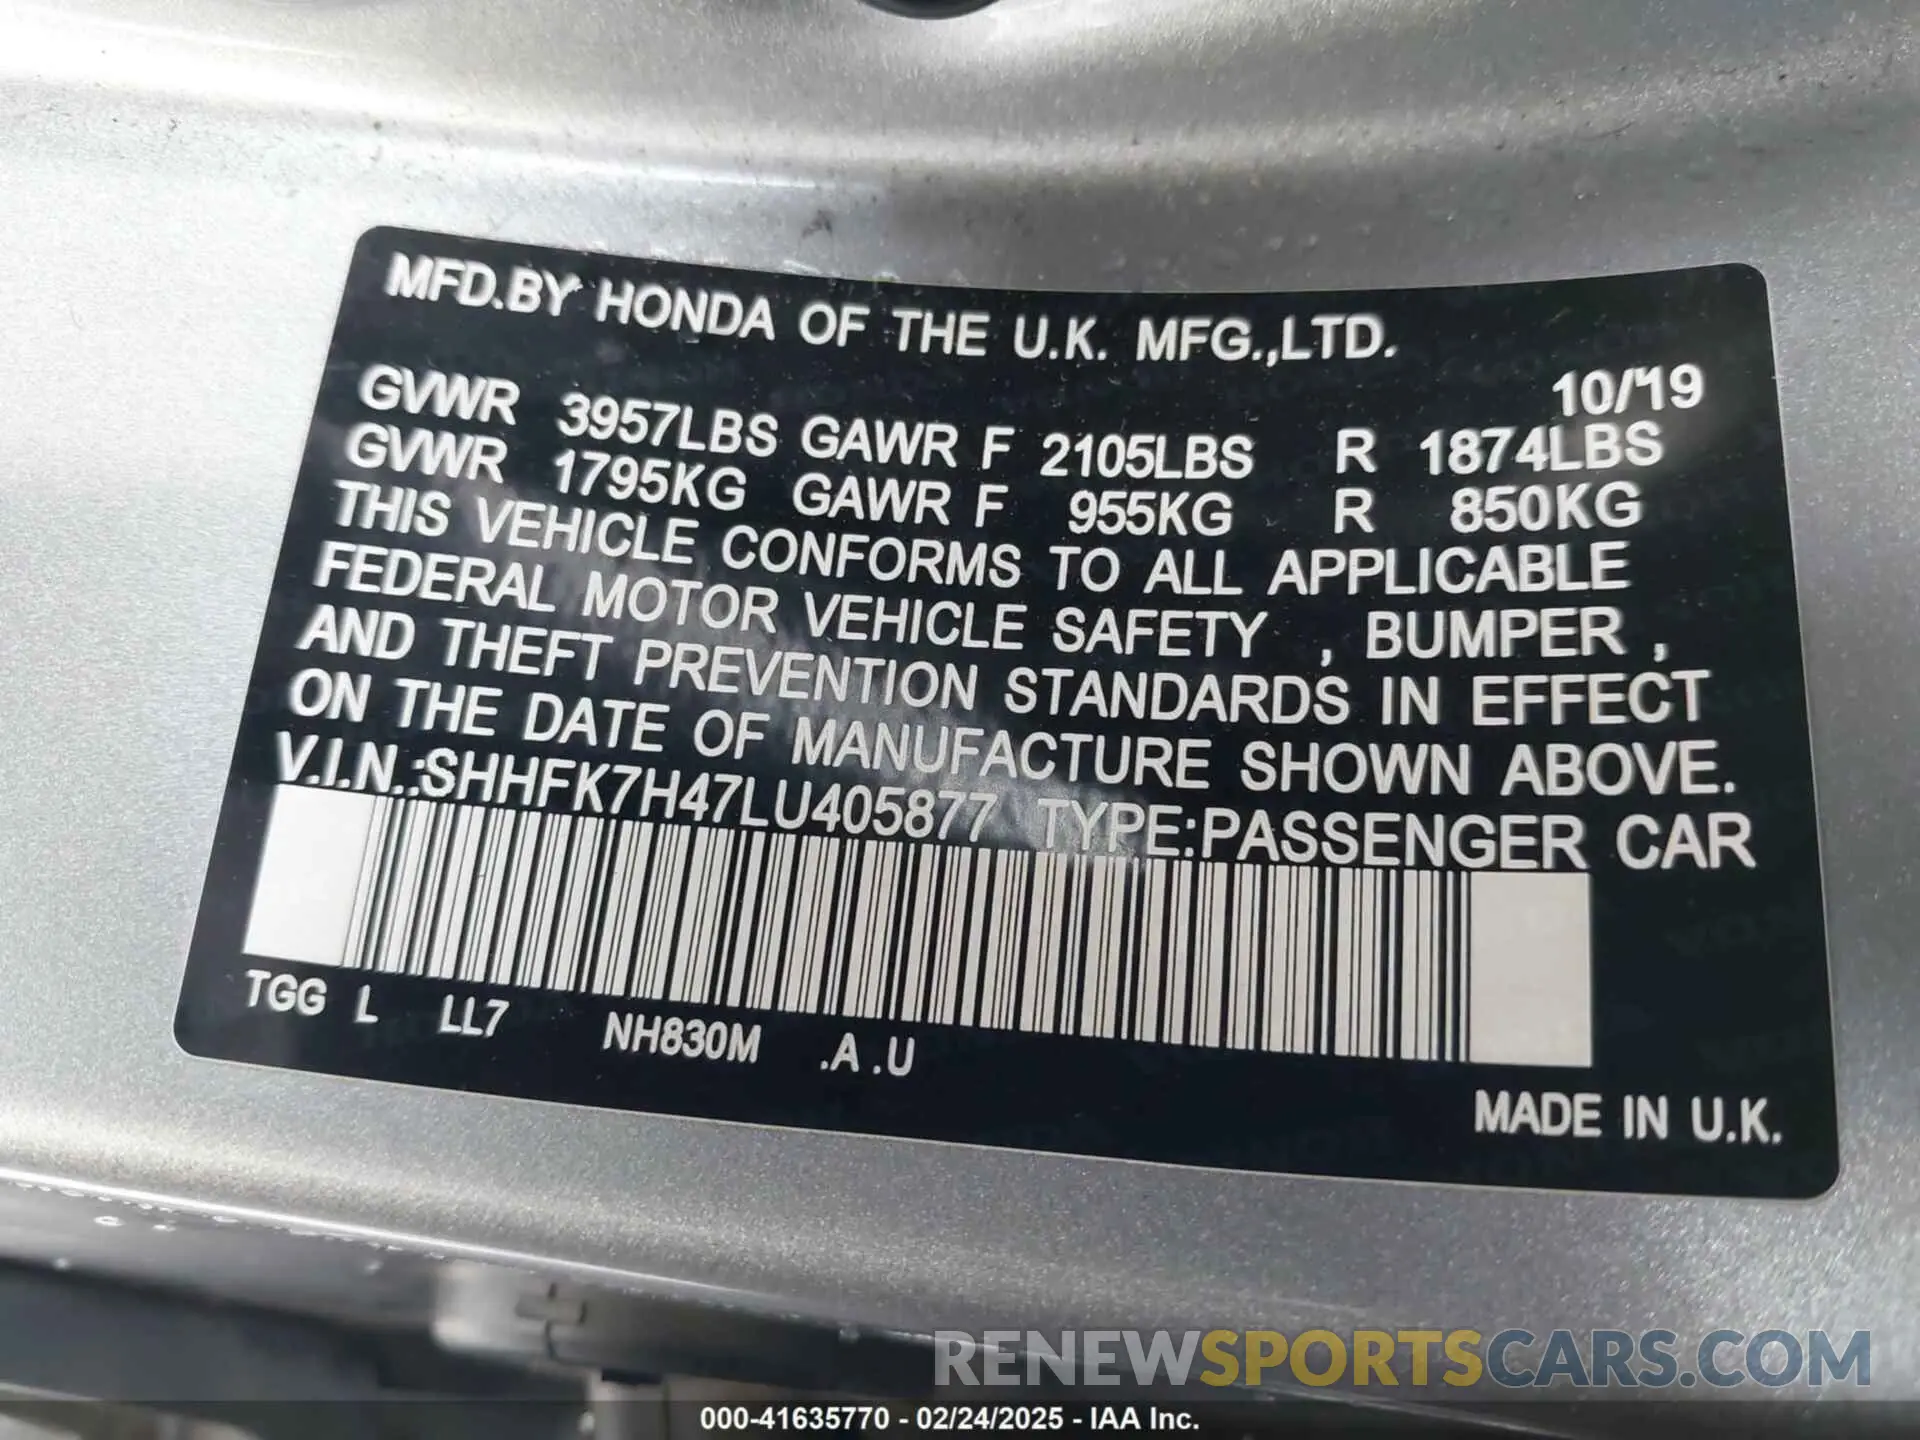 MFD.BY HONDA OF THE U.K. MFG.,LTD.
10/'19
GVWR 3957LBS GAWR F 2105LBS R 1874LBS
GVWR 1795KG GAWR F 955KG R 850KG
THIS VEHICLE CONFORMS TO ALL APPLICABLE
FEDERAL MOTOR VEHICLE SAFETY , BUMPER ,
AND THEFT PREVENTION STANDARDS IN EFFECT
ON THE DATE OF MANUFACTURE SHOWN ABOVE.
V.I.N.:SHHFK7H47LU405877 TYPE:PASSENGER CAR
TGG L LL7 NH830M .A .U
MADE IN U.K.
RENEWSPORTSCARS.COM
000-41635770 - 02/24/2025 - IAA Inc.